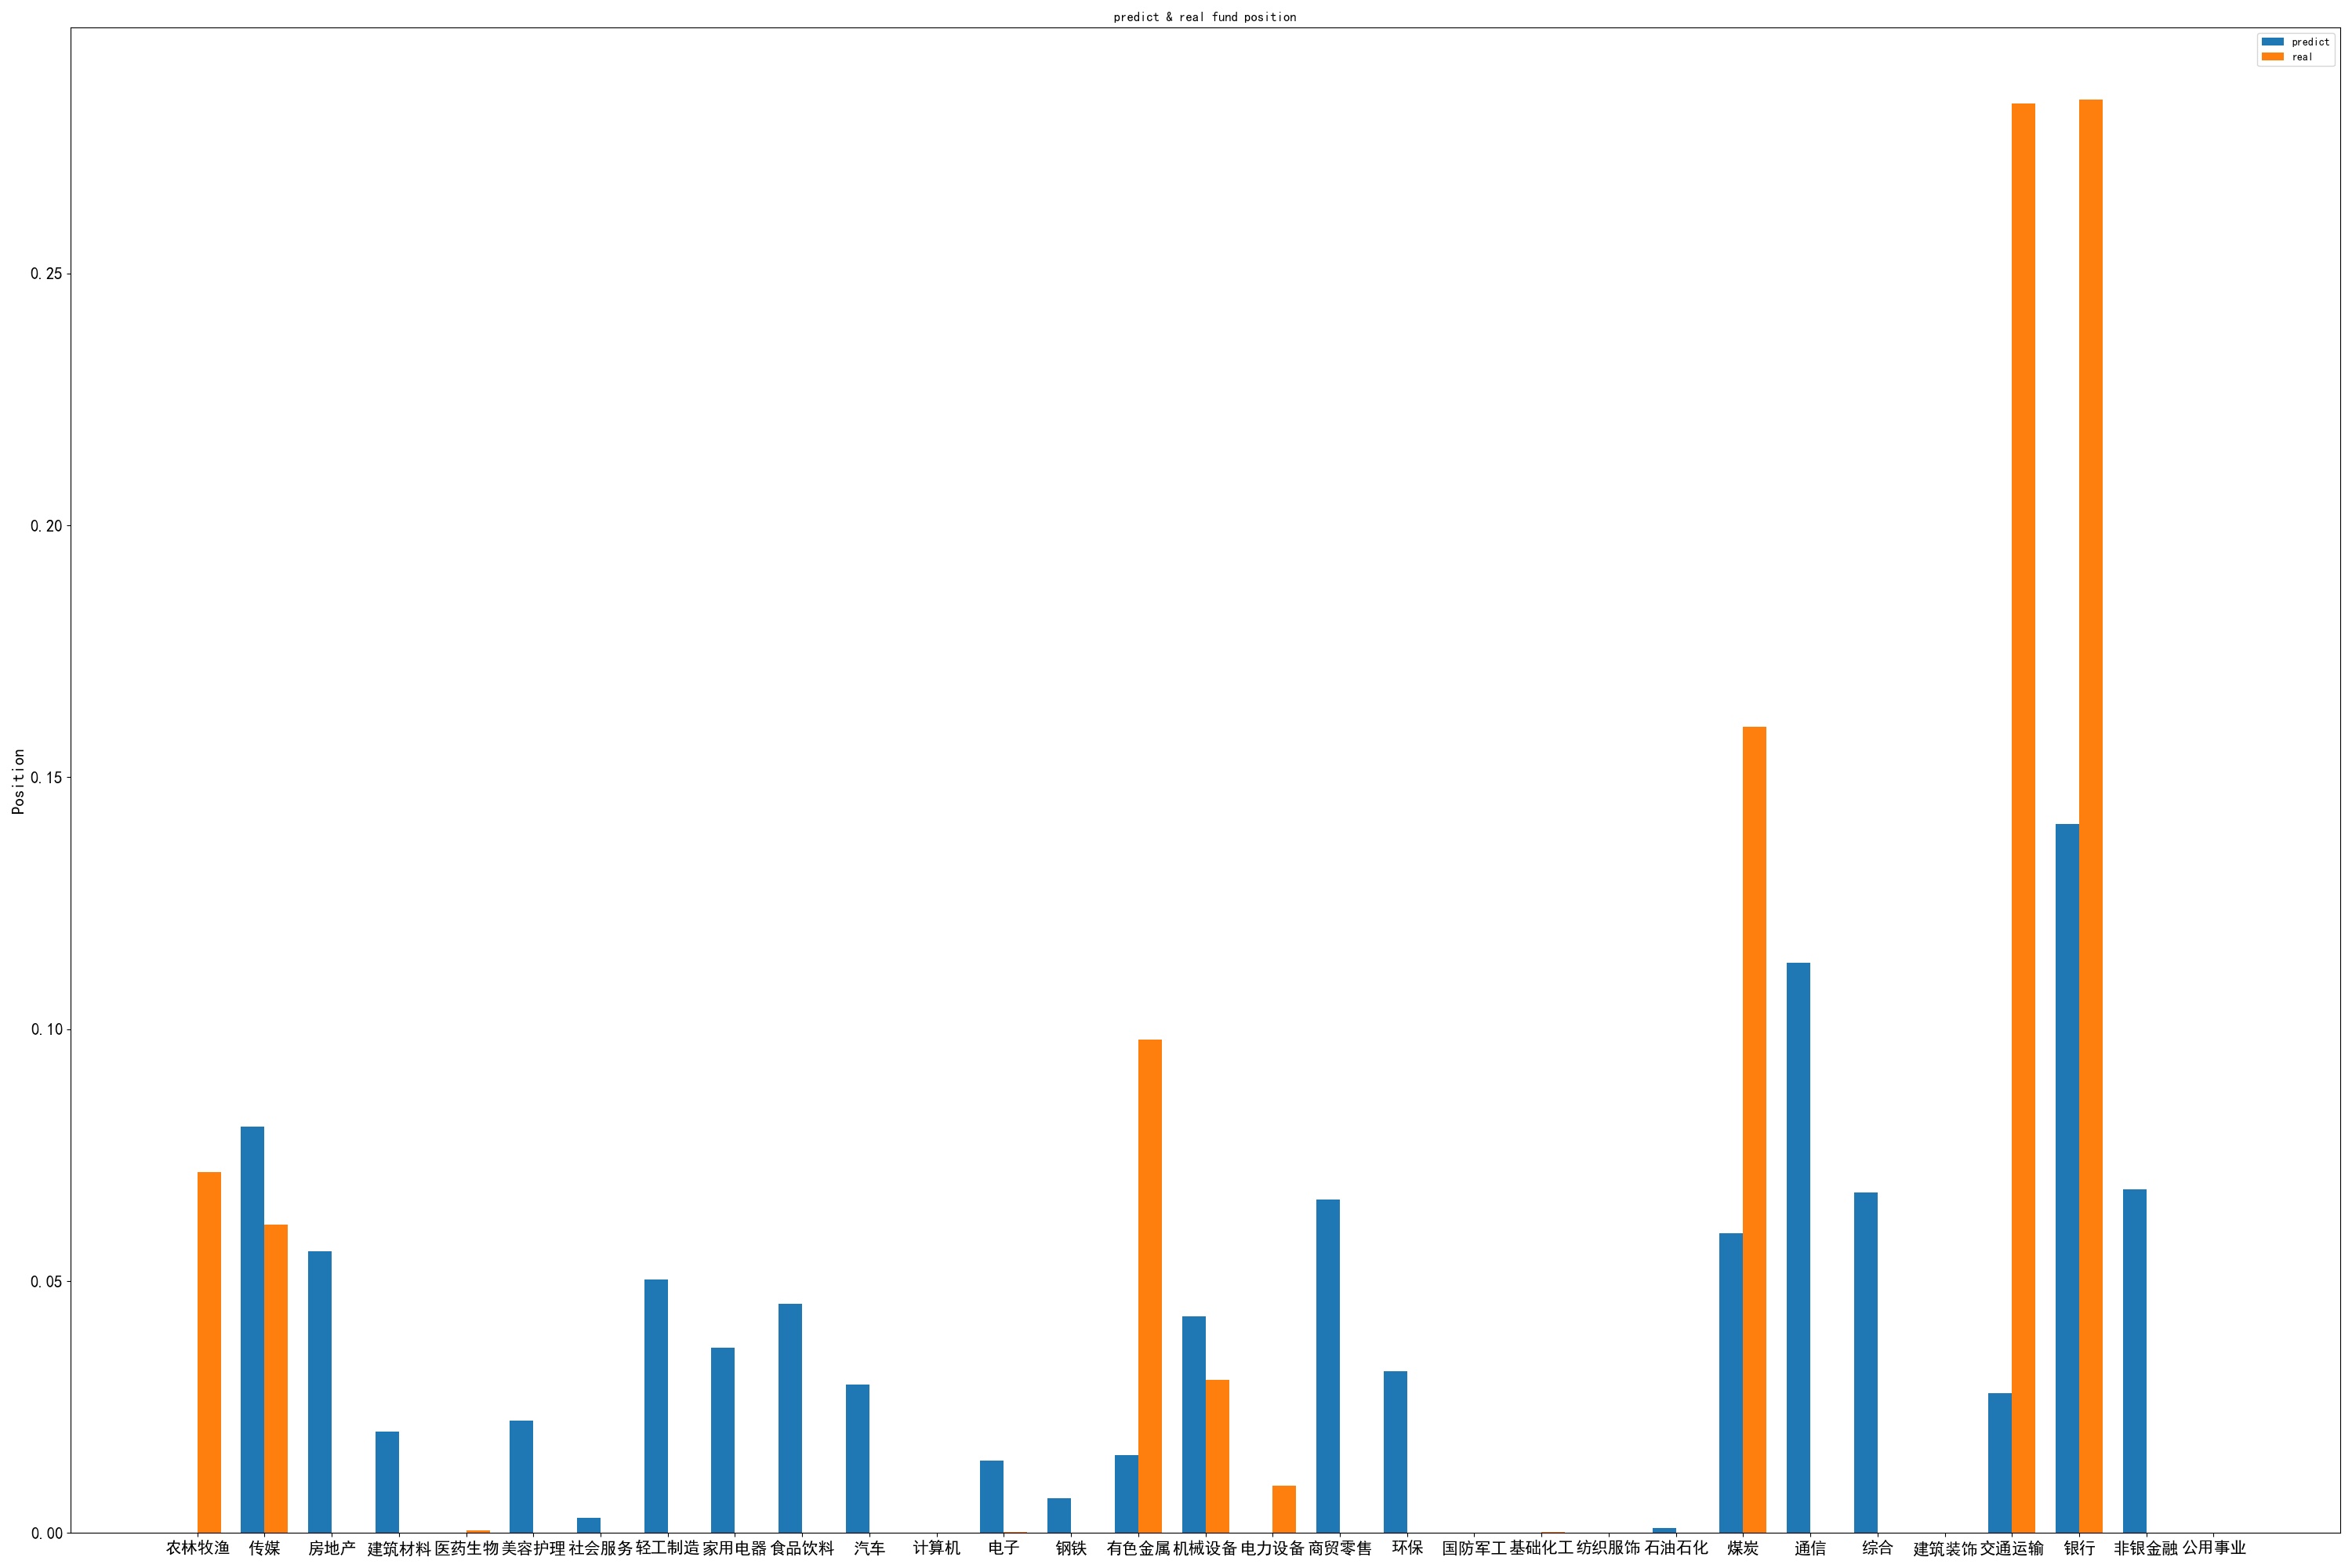 predict & real fund position
predict
real
Position
0.25
0.20
0.15
0.10
0.05
0.00
农林牧渔 传媒 房地产 建筑材料 医药生物 美容护理 社会服务 轻工制造 家用电器 食品饮料 汽车 计算机 电子 钢铁 有色金属 机械设备 电力设备 商贸零售 环保 国防军工 基础化工 纺织服饰 石油石化 煤炭 通信 综合 建筑装饰 交通运输 银行 非银金融 公用事业